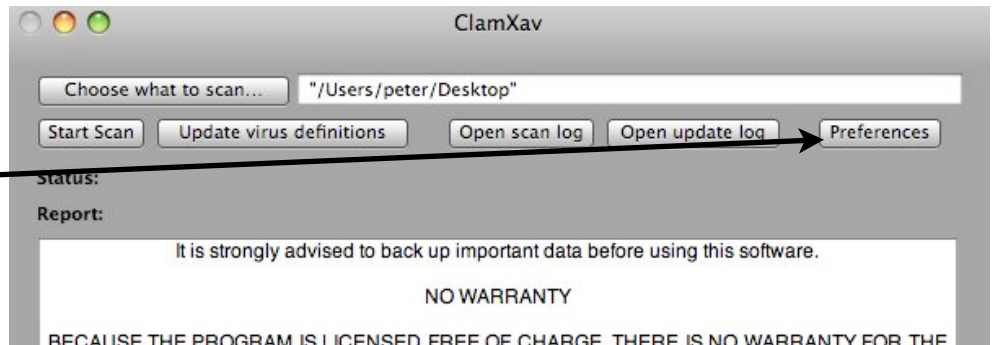 ClamXav
Choose what to scan... "/Users/peter/Desktop"
Start Scan Update virus definitions Open scan log Open update log Preferences
Status:
Report:
It is strongly advised to back up important data before using this software.
NO WARRANTY
BECAUSE THE PROGRAM IS LICENSED FREE OF CHARGE, THERE IS NO WARRANTY FOR THE